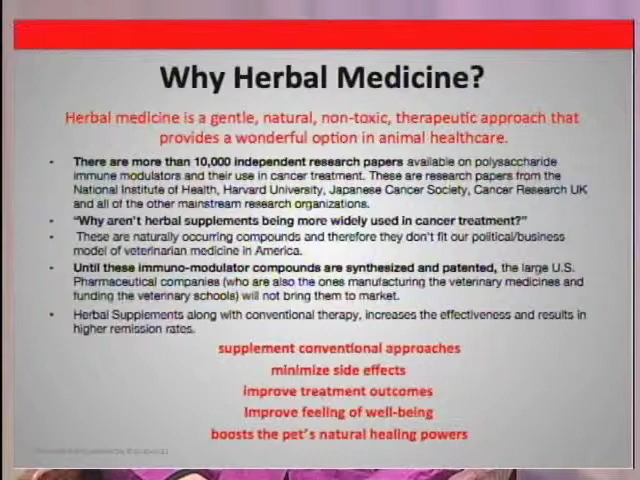 Why Herbal Medicine?
Herbal medicine is a gentle, natural, non-toxic, therapeutic approach that
provides a wonderful option in animal healthcare.
• There are more than 10,000 independent research papers available on polysaccharide
immune modulators and their use in cancer treatment. These are research papers from the
National Institute of Health, Harvard University, Japanese Cancer Society, Cancer Research UK
and all of the other mainstream research organizations.
• "Why aren't herbal supplements being more widely used in cancer treatment?"
• These are naturally occurring compounds and therefore they don't fit our political/business
model of veterinarian medicine in America.
• Until these immuno-modulator compounds are synthesized and patented, the large U.S.
Pharmaceutical companies (who are also the ones manufacturing the veterinary medicines and
funding the veterinary schools) will not bring them to market.
• Herbal Supplements along with conventional therapy, increases the effectiveness and results in
higher remission rates.
supplement conventional approaches
minimize side effects
improve treatment outcomes
Improve feeling of well-being
boosts the pet's natural healing powers